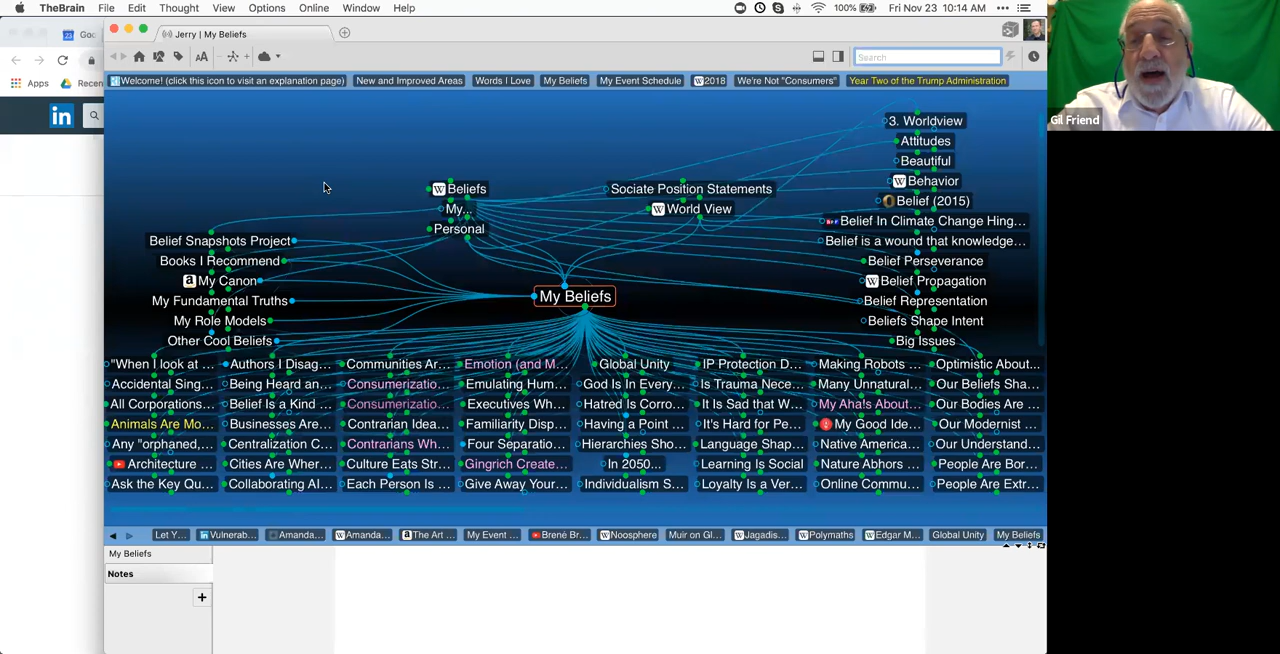 TheBrain File Edit Thought View Options Online Window Help 100% Fri Nov 23 10:14 AM
23 Goo
Jerry | My Beliefs
AA Search
Apps Recen
Welcome! (click this icon to visit an explanation page) New and Improved Areas Words I Love My Beliefs My Event Schedule W 2018 We're Not "Consumers" Year Two of the Trump Administration
in
Gil Friend
3. Worldview
Attitudes
Beautiful
W Behavior
Belief (2015)
Belief In Climate Change Hing...
Belief is a wound that knowledge...
Belief Perseverance
W Belief Propagation
Belief Representation
Beliefs Shape Intent
Big Issues
W Beliefs
My...
Personal
Sociate Position Statements
W World View
Belief Snapshots Project
Books I Recommend
a My Canon
My Fundamental Truths
My Role Models
Other Cool Beliefs
My Beliefs
"When I look at ... Authors I Disag... Communities Ar... Emotion (and M... Global Unity IP Protection D... Making Robots ... Optimistic About...
Accidental Sing... Being Heard an... Consumerizatio... Emulating Hum... God Is In Every... Is Trauma Nece... Many Unnatural... Our Beliefs Sha...
All Corporations... Belief Is a Kind ... Consumerizatio... Executives Wh... Hatred Is Corro... It Is Sad that W... My Aha!s About... Our Bodies Are ...
Animals Are Mo... Businesses Are... Contrarian Idea... Familiarity Disp... Having a Point ... It's Hard for Pe... My Good Ide... Our Modernist ...
Any "orphaned,... Centralization C... Contrarians Wh... Four Separatio... Hierarchies Sho... Language Shap... Native America... Our Understand...
Architecture ... Cities Are Wher... Culture Eats Str... Gingrich Create... In 2050... Learning Is Social Nature Abhors ... People Are Bor...
Ask the Key Qu... Collaborating Al... Each Person Is ... Give Away Your... Individualism S... Loyalty Is a Ver... Online Commu... People Are Extr...
Let Y... in Vulnerab... Amanda... W Amanda... a The Art ... My Event ... Brené Br... W Noosphere Muir on Gl... W Jagadis... W Polymaths W Edgar M... Global Unity My Beliefs
My Beliefs
Notes
+